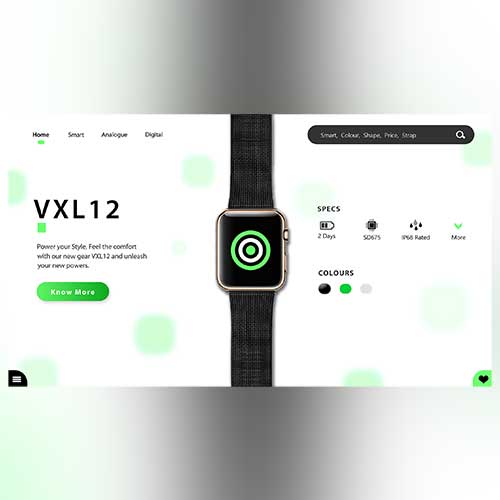 Home Smart Analogue Digital
Smart, Colour, Shape, Price, Strap
VXL12
Power your Style. Feel the comfort
with our new gear VXL12 and unleash
your new powers.
Know More
SPECS
2 Days SD675 IP68 Rated More
COLOURS